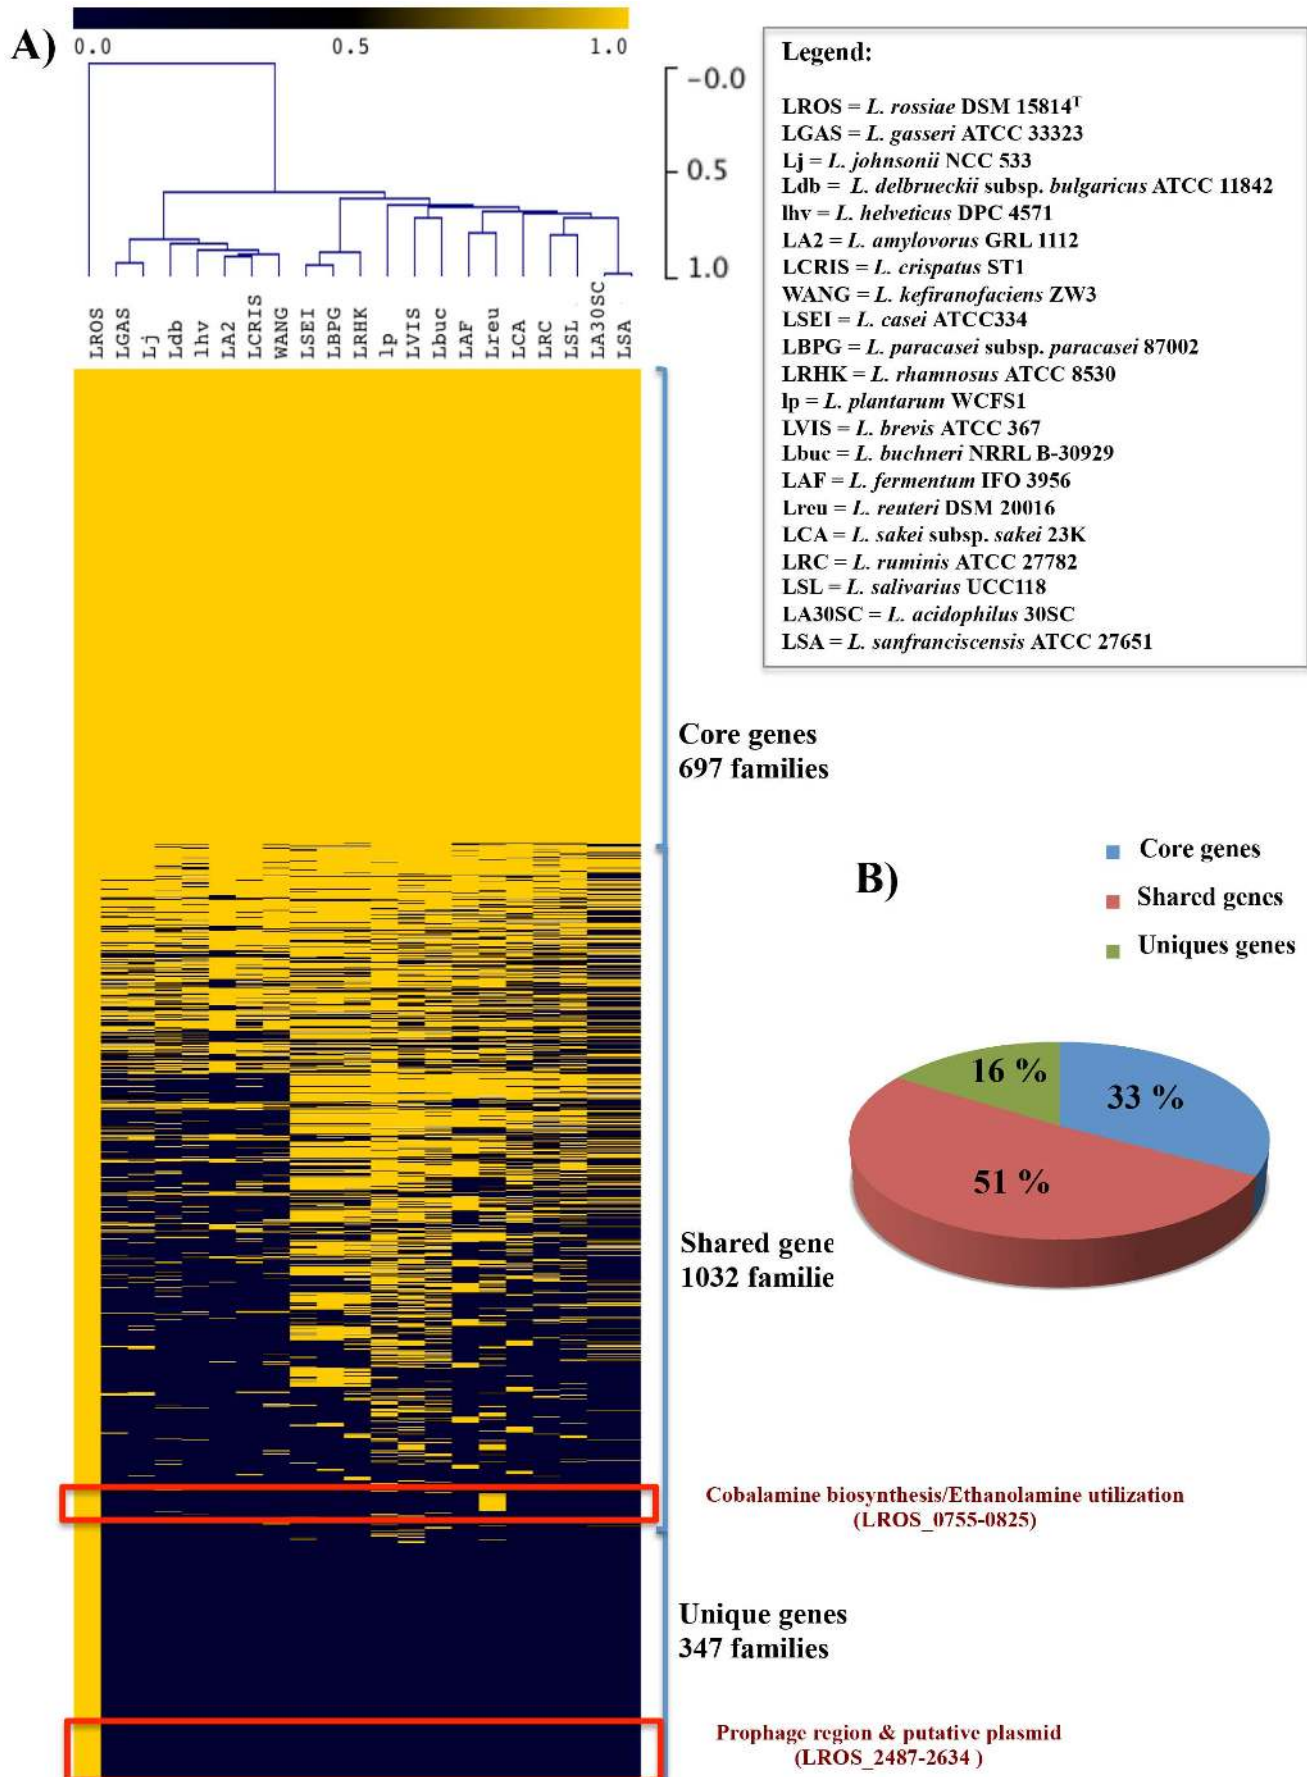 A)
0.0 0.5 1.0
-0.0
0.5
1.0
LROS LGAS Lj Ldb lhv LA2 LCRIS WANG LSEI LBPG LRHK lp LVIS Lbuc LAF Lreu LCA LRC LSL LA30SC LSA
Legend:
LROS = L. rossiae DSM 15814T
LGAS = L. gasseri ATCC 33323
Lj = L. johnsonii NCC 533
Ldb = L. delbrueckii subsp. bulgaricus ATCC 11842
lhv = L. helveticus DPC 4571
LA2 = L. amylovorus GRL 1112
LCRIS = L. crispatus ST1
WANG = L. kefiranofaciens ZW3
LSEI = L. casei ATCC334
LBPG = L. paracasei subsp. paracasei 87002
LRHK = L. rhamnosus ATCC 8530
lp = L. plantarum WCFS1
LVIS = L. brevis ATCC 367
Lbuc = L. buchneri NRRL B-30929
LAF = L. fermentum IFO 3956
Lreu = L. reuteri DSM 20016
LCA = L. sakei subsp. sakei 23K
LRC = L. ruminis ATCC 27782
LSL = L. salivarius UCC118
LA30SC = L. acidophilus 30SC
LSA = L. sanfranciscensis ATCC 27651
Core genes
697 families
B)
Core genes
Shared genes
Uniques genes
16 %
33 %
51 %
Shared gene
1032 familie
Cobalamine biosynthesis/Ethanolamine utilization
(LROS_0755-0825)
Unique genes
347 families
Prophage region & putative plasmid
(LROS_2487-2634 )